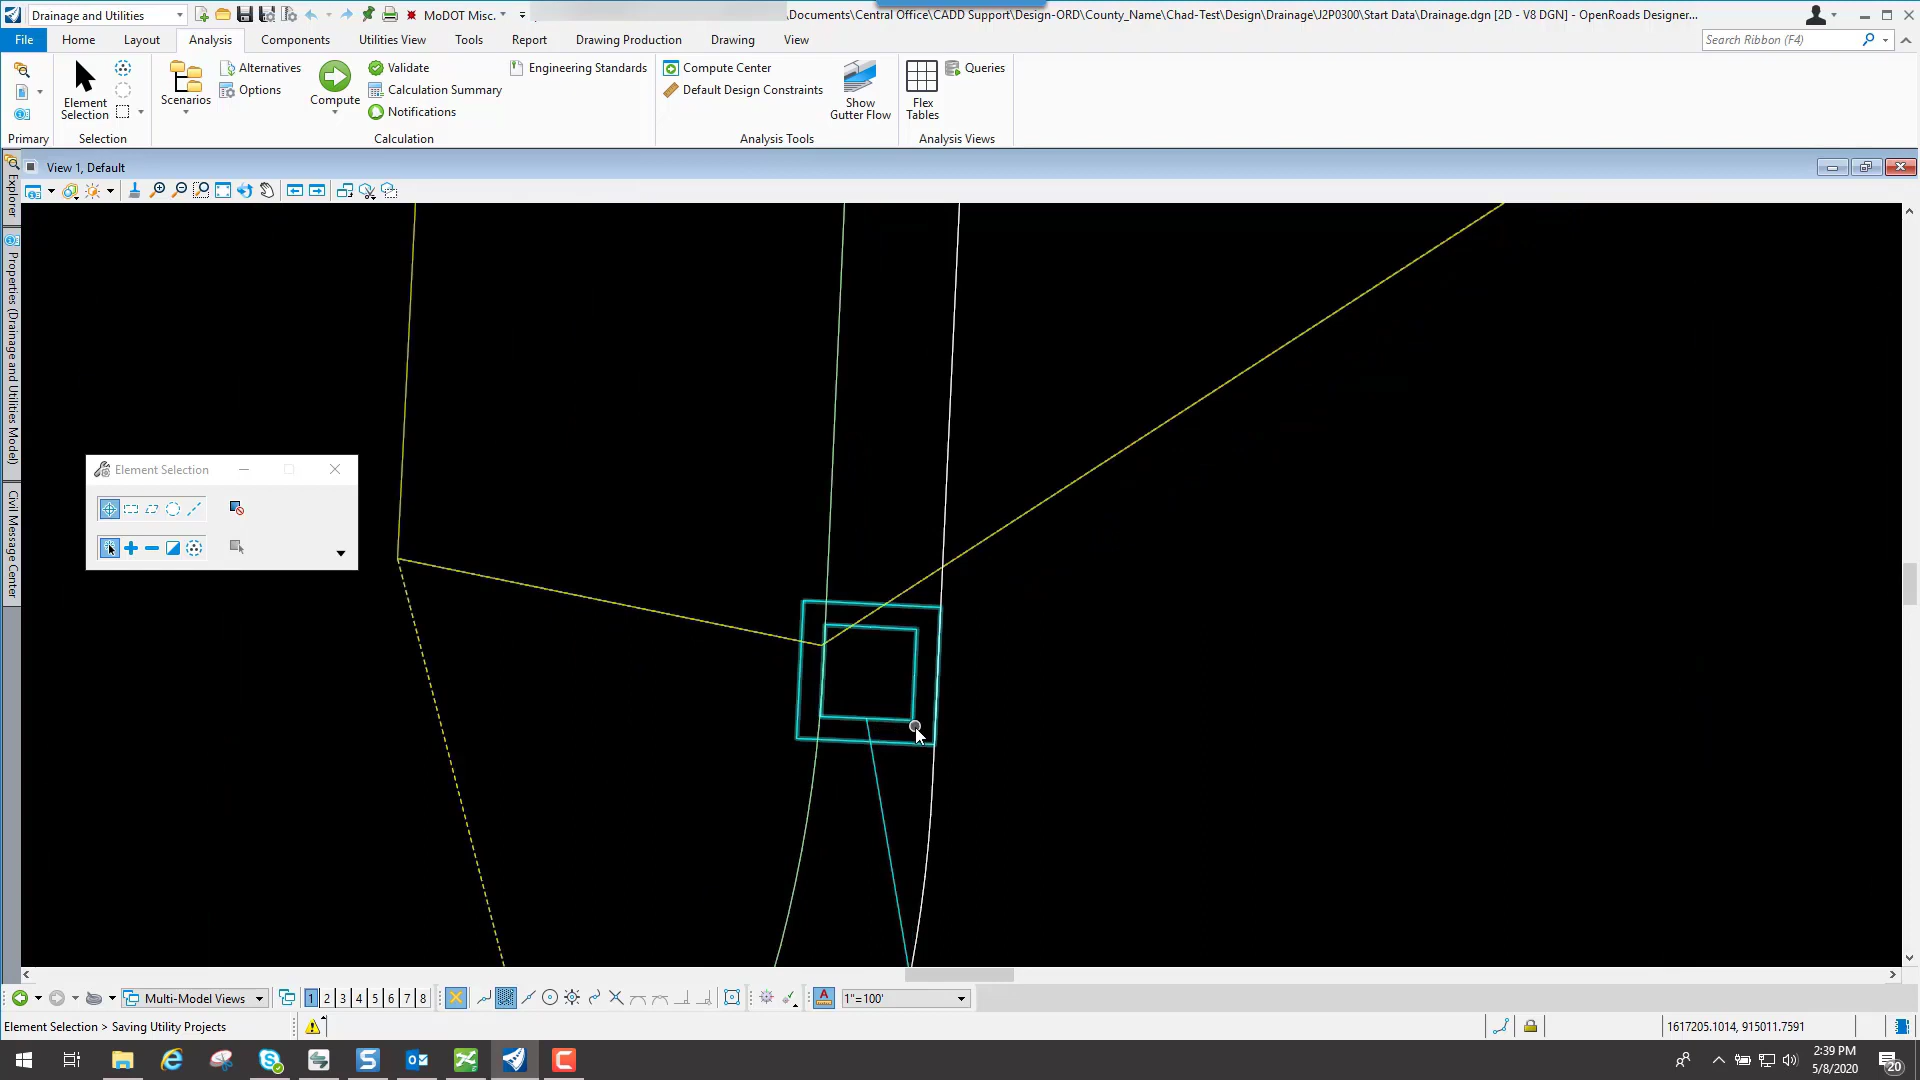 Drainage and Utilities
MoDOT Misc.
\Documents\Central Office\CADD Support\Design-ORD\County_Name\Chad-Test\Design\Drainage\J2P0300\Start Data\Drainage.dgn [2D - V8 DGN] - OpenRoads Designer...
File
Home
Layout
Analysis
Components
Utilities View
Tools
Report
Drawing Production
Drawing
View
Search Ribbon (F4)
Element
Selection
Scenarios
Alternatives
Options
Compute
Validate
Calculation Summary
Notifications
Engineering Standards
Compute Center
Default Design Constraints
Show
Gutter Flow
Flex
Tables
Queries
Primary
Selection
Calculation
Analysis Tools
Analysis Views
View 1, Default
Explorer
Properties (Drainage and Utilities Model)
Civil Message Center
Element Selection
Multi-Model Views
1 2 3 4 5 6 7 8
1"=100'
Element Selection > Saving Utility Projects
1617205.1014, 915011.7591
2:39 PM
5/8/2020
20